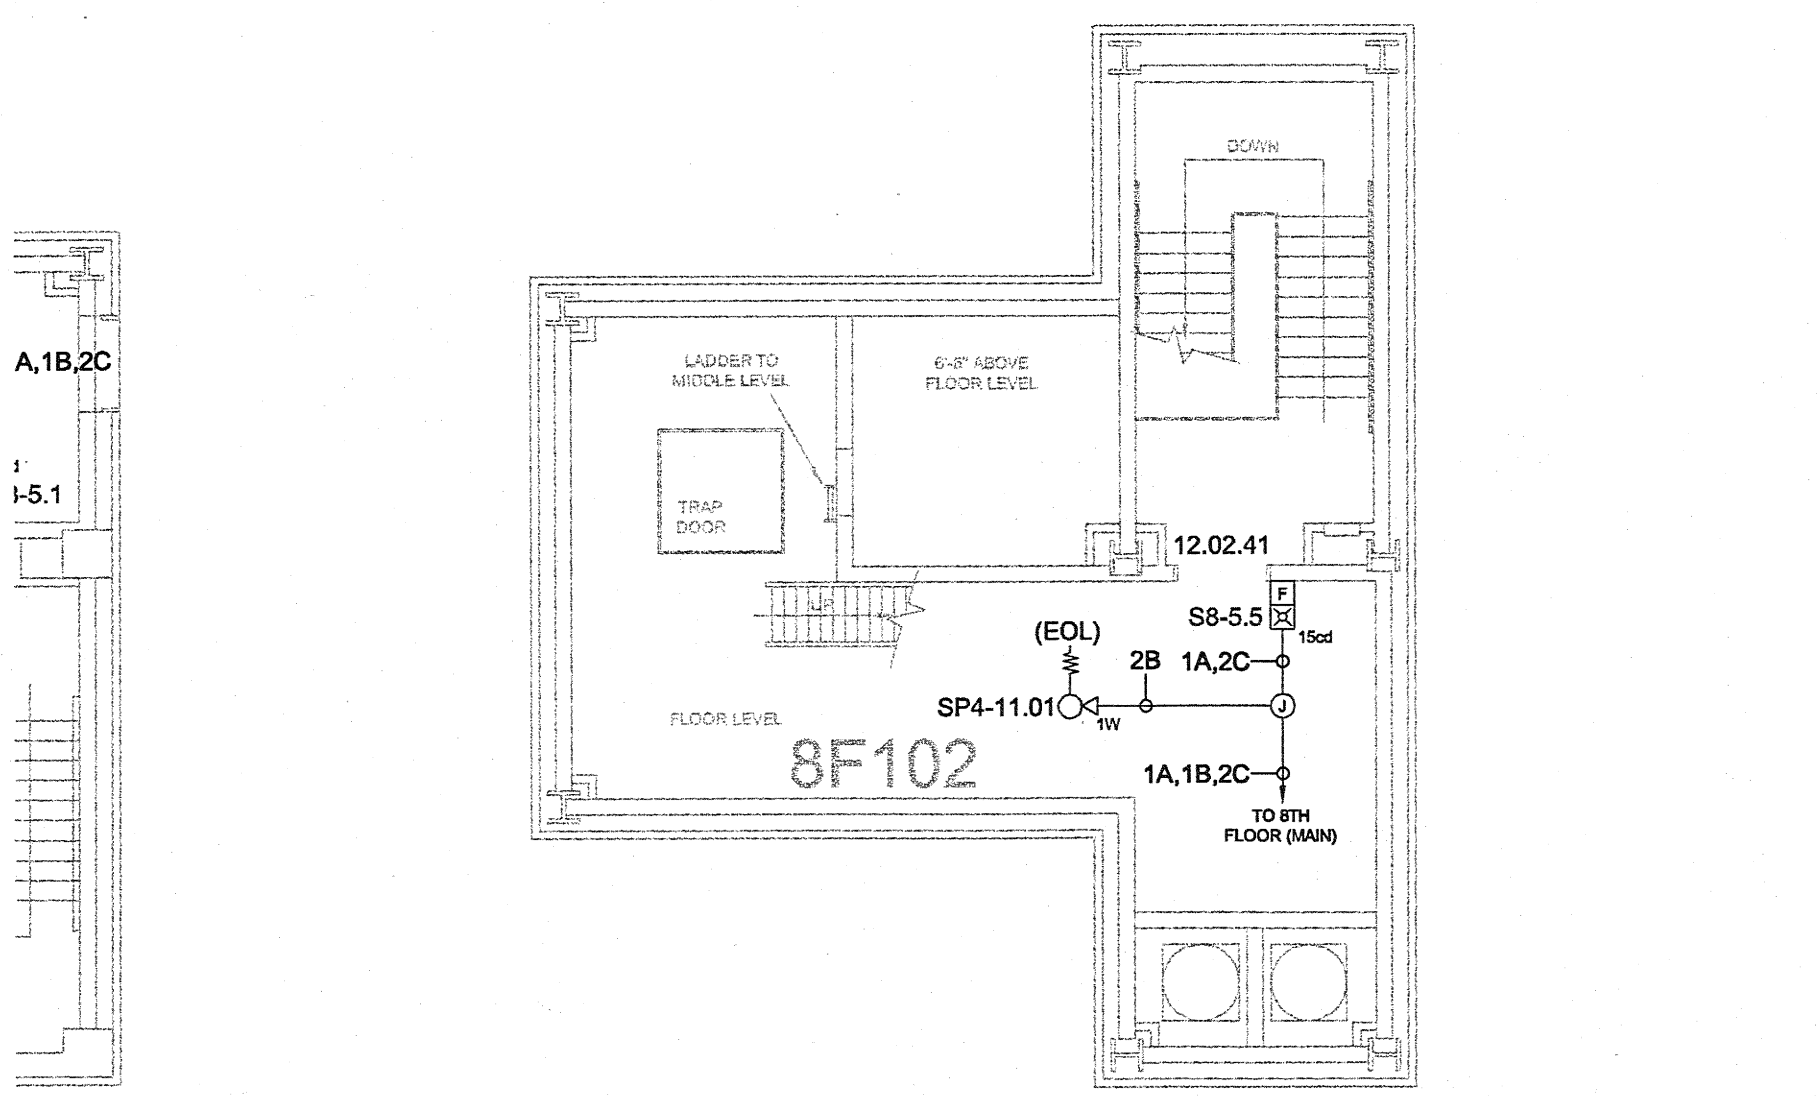 A,1B,2C
-5.1
DOWN
LADDER TO
MIDDLE LEVEL
6'-6" ABOVE
FLOOR LEVEL
TRAP
DOOR
UP
12.02.41
F
S8-5.5
15cd
(EOL)
2B
1A,2C
SP4-11.01
1W
J
FLOOR LEVEL
8F102
1A,1B,2C
TO 8TH
FLOOR (MAIN)